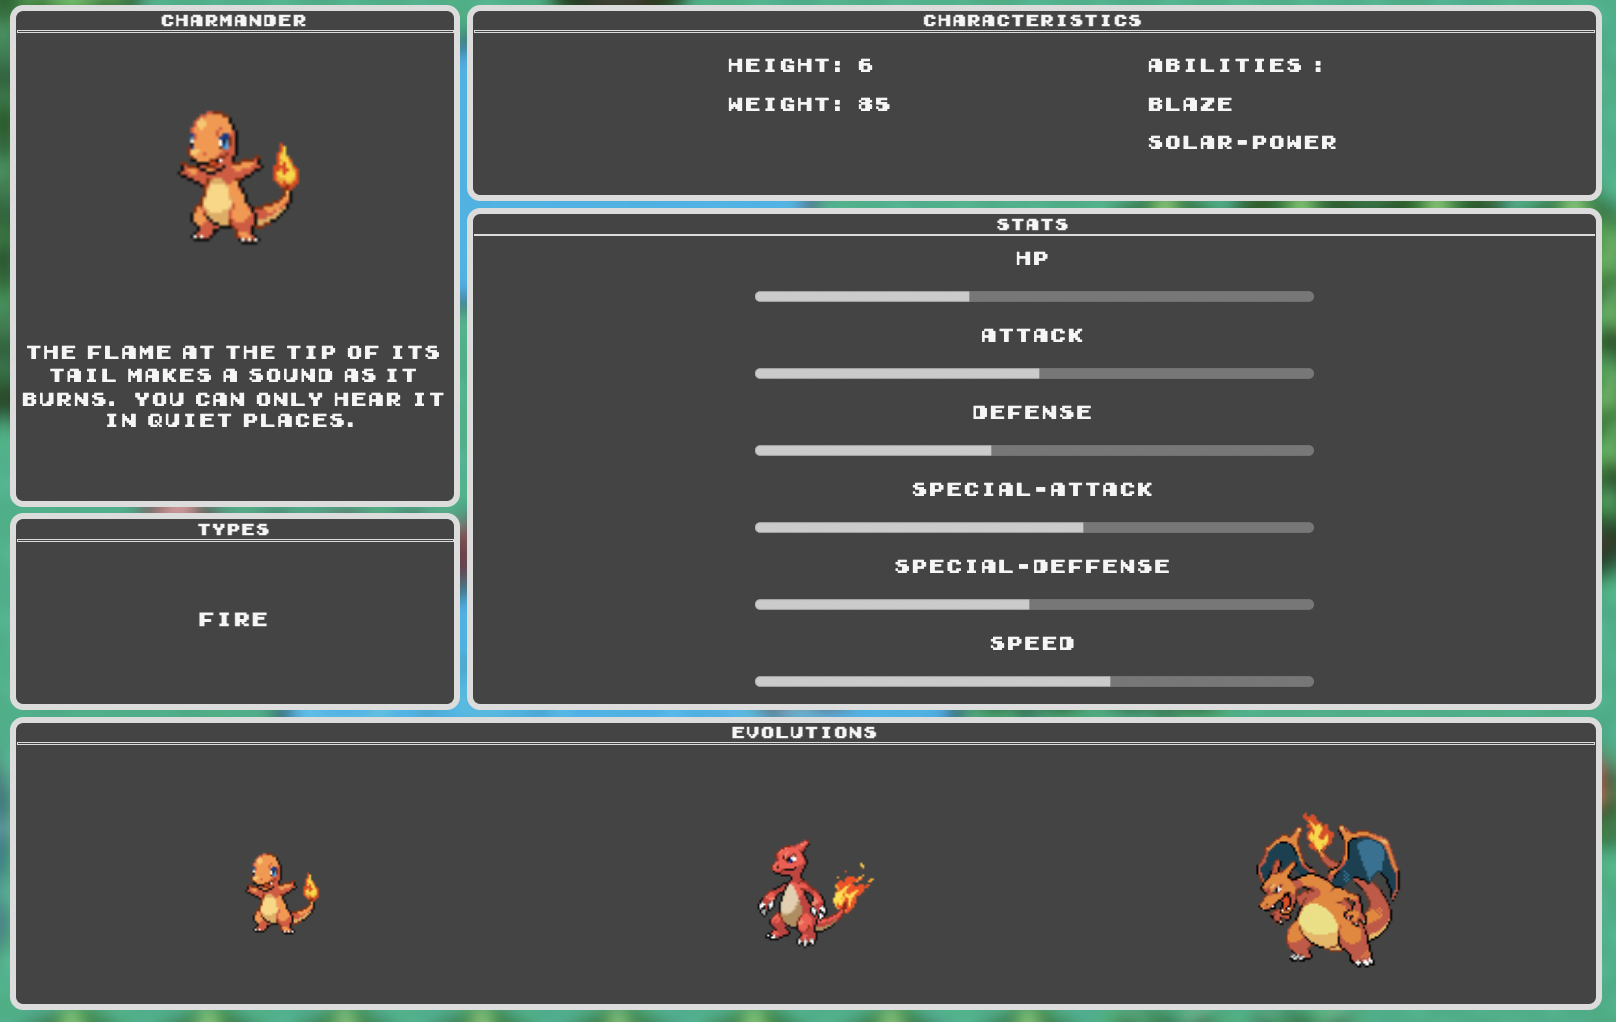 CHARMANDER
THE FLAME AT THE TIP OF ITS
TAIL MAKES A SOUND AS IT
BURNS. YOU CAN ONLY HEAR IT
IN QUIET PLACES.
TYPES
FIRE
CHARACTERISTICS
HEIGHT: 6
WEIGHT: 85
ABILITIES :
BLAZE
SOLAR-POWER
STATS
HP
ATTACK
DEFENSE
SPECIAL-ATTACK
SPECIAL-DEFFENSE
SPEED
EVOLUTIONS